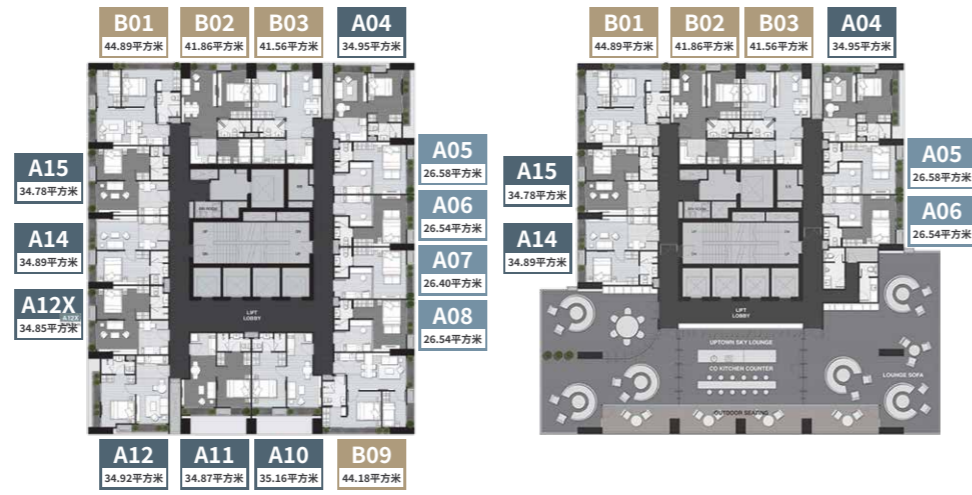 B01
44.89平方米
B02
41.86平方米
B03
41.56平方米
A04
34.95平方米
A15
34.78平方米
A14
34.89平方米
A12X
34.85平方米
A05
26.58平方米
A06
26.54平方米
A07
26.40平方米
A08
26.54平方米
LIFT
LOBBY
A12
34.92平方米
A11
34.87平方米
A10
35.16平方米
B09
44.18平方米
B01
44.89平方米
B02
41.86平方米
B03
41.56平方米
A04
34.95平方米
A15
34.78平方米
A14
34.89平方米
A05
26.58平方米
A06
26.54平方米
LIFT
LOBBY
UPTOWN SKY LOUNGE
CO KITCHEN COUNTER
LOUNGE SOFA
OUTDOOR SEATING